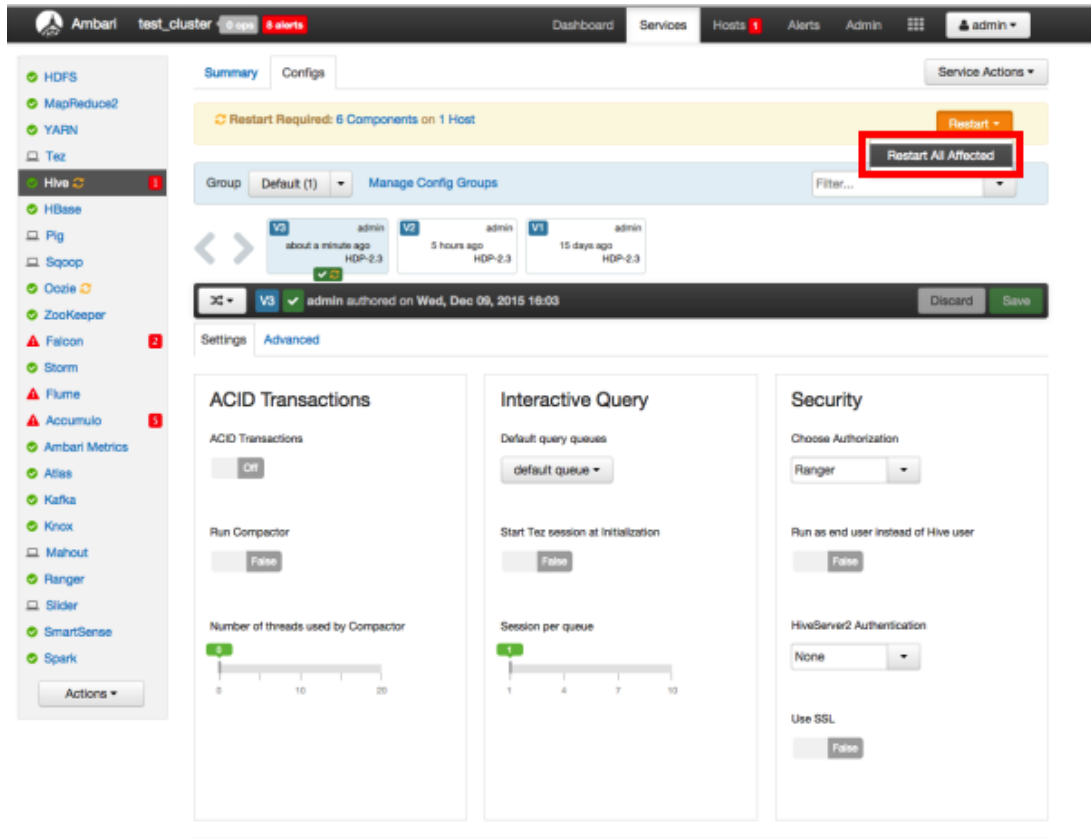 Ambari test_cluster 0 ops 8 alerts Dashboard Services Hosts 1 Alerts Admin admin
HDFS
MapReduce2
YARN
Tez
Hive 1
HBase
Pig
Sqoop
Oozie
ZooKeeper
Falcon 2
Storm
Flume
Accumulo 5
Ambari Metrics
Atlas
Kafka
Knox
Mahout
Ranger
Slider
SmartSense
Spark
Actions
Summary Configs Service Actions
Restart Required: 6 Components on 1 Host Restart
Restart All Affected
Group Default (1) Manage Config Groups Filter...
V3 admin
about a minute ago
HDP-2.3
V2 admin
5 hours ago
HDP-2.3
V1 admin
15 days ago
HDP-2.3
V3 admin authored on Wed, Dec 09, 2015 16:03 Discard Save
Settings Advanced
ACID Transactions
ACID Transactions
Off
Run Compactor
False
Number of threads used by Compactor
0
0 10 20
Interactive Query
Default query queues
default queue
Start Tez session at Initialization
False
Session per queue
1
1 4 7 10
Security
Choose Authorization
Ranger
Run as end user instead of Hive user
False
HiveServer2 Authentication
None
Use SSL
False